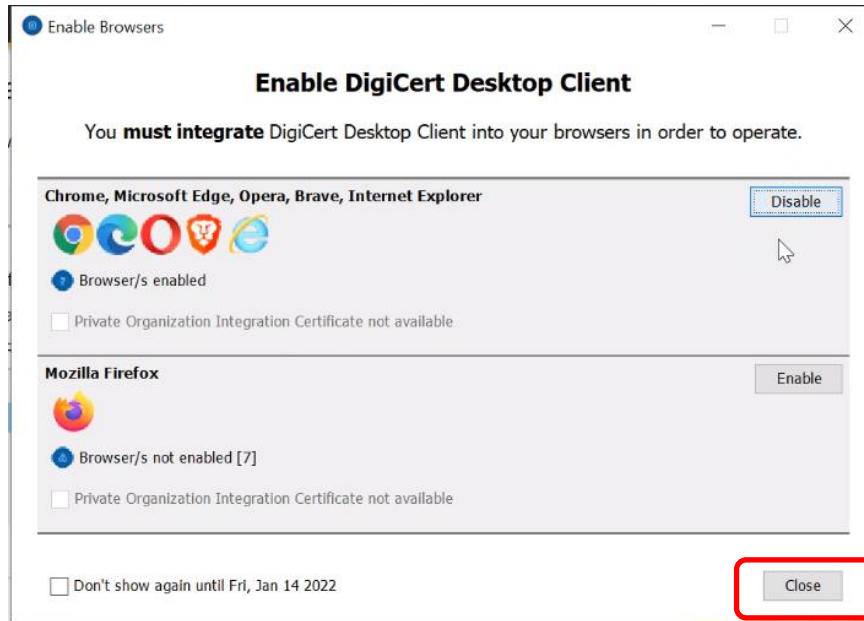 Enable Browsers
Enable DigiCert Desktop Client
You must integrate DigiCert Desktop Client into your browsers in order to operate.
Chrome, Microsoft Edge, Opera, Brave, Internet Explorer
Disable
Browser/s enabled
Private Organization Integration Certificate not available
Mozilla Firefox
Enable
Browser/s not enabled [7]
Private Organization Integration Certificate not available
Don't show again until Fri, Jan 14 2022
Close